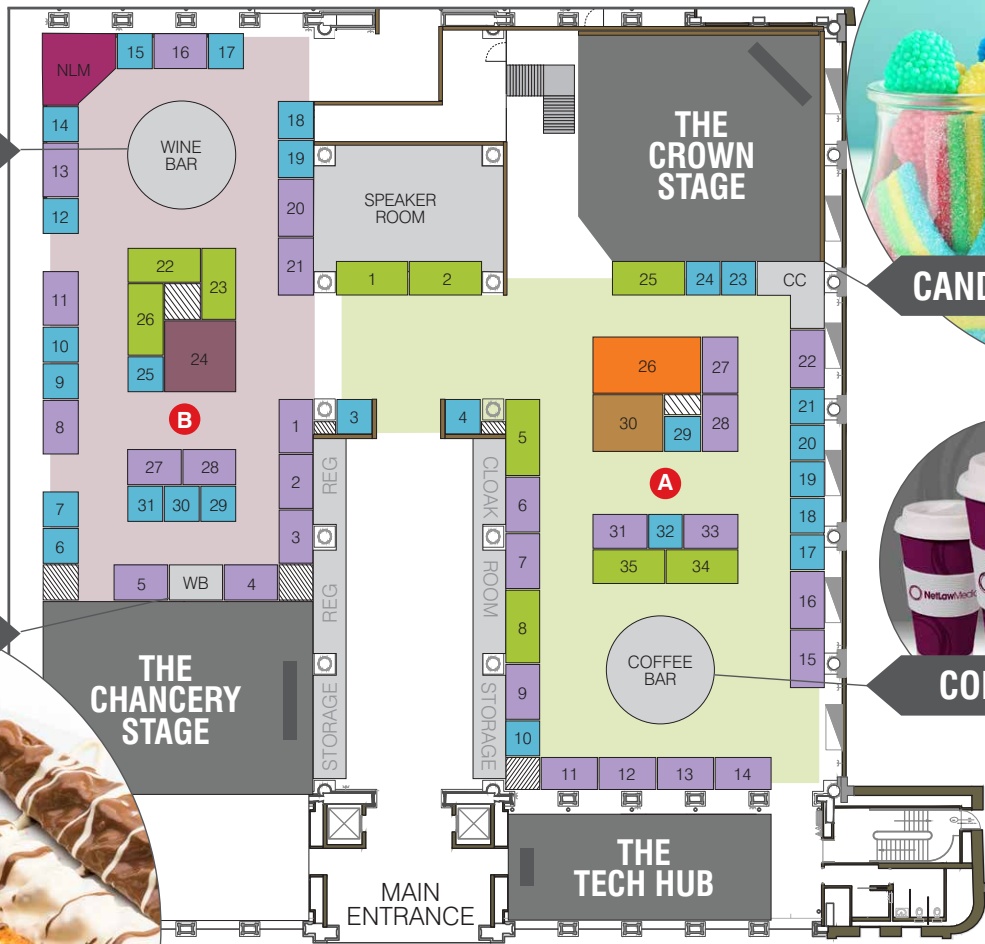 15 16 17
NLM
14
13
12
WINE
BAR
18
19
20
21
SPEAKER
ROOM
THE
CROWN
STAGE
1 2
25 24 23 CC
CAND
11
10
9
8
22
23
26
24
25
B
26 27
30 29 28
22
21
20
19
18
17
16
15
A
3 4
1
2
3
REG
REG
STORAGE
CLOAK
ROOM
STORAGE
5
6
7
8
9
10
27 28
31 30 29
7
6
5 WB 4
31 32 33
35 34
COFFEE
BAR
NetLawMedia
CO
THE
CHANCERY
STAGE
11 12 13 14
THE
TECH HUB
MAIN
ENTRANCE